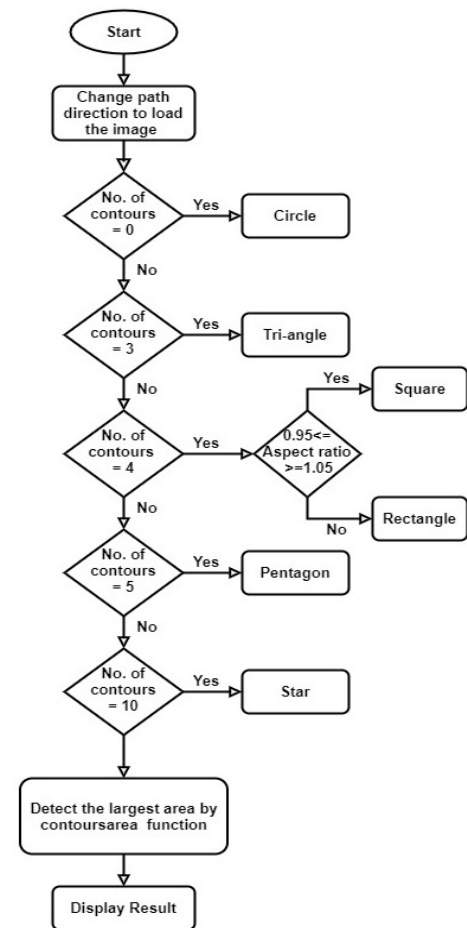 Start
Change path
direction to load
the image
No. of
contours
= 0
Yes
Circle
No
No. of
contours
= 3
Yes
Tri-angle
No
No. of
contours
= 4
Yes
0.95<=
Aspect ratio
>=1.05
Yes
Square
No
Rectangle
No
No. of
contours
= 5
Yes
Pentagon
No
No. of
contours
= 10
Yes
Star
Detect the largest area by
contoursarea function
Display Result